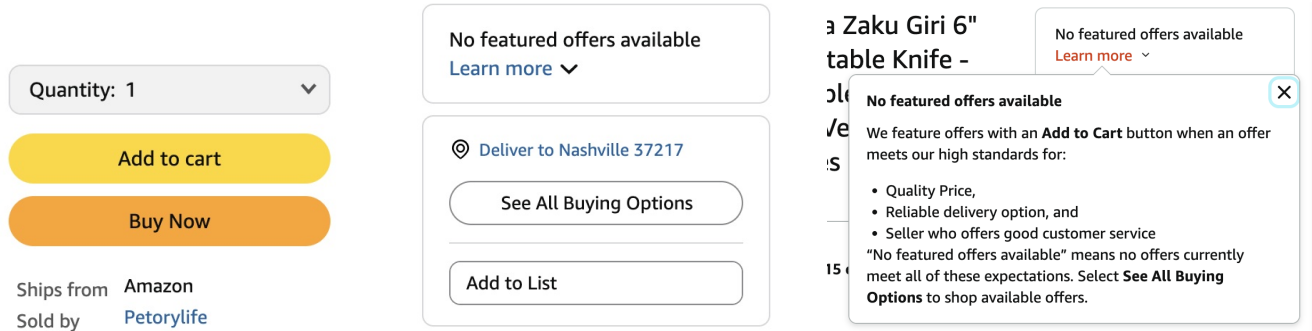 Quantity: 1
Add to cart
Buy Now
Ships from Amazon
Sold by Petorylife
No featured offers available
Learn more
Deliver to Nashville 37217
See All Buying Options
Add to List
a Zaku Giri 6"
table Knife -
No featured offers available
Learn more
No featured offers available
We feature offers with an Add to Cart button when an offer
meets our high standards for:
• Quality Price,
• Reliable delivery option, and
• Seller who offers good customer service
“No featured offers available” means no offers currently
meet all of these expectations. Select See All Buying
Options to shop available offers.